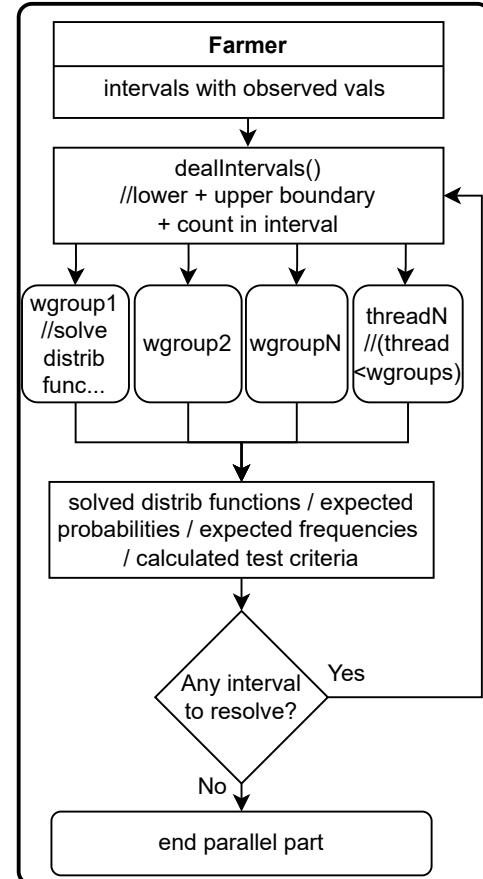 Farmer
intervals with observed vals
dealIntervals()
//lower + upper boundary
+ count in interval
wgroup1
//solve
distrib
func...
wgroup2
wgroupN
threadN
//(thread
<wgroups)
solved distrib functions / expected
probabilities / expected frequencies
/ calculated test criteria
Any interval
to resolve?
Yes
No
end parallel part